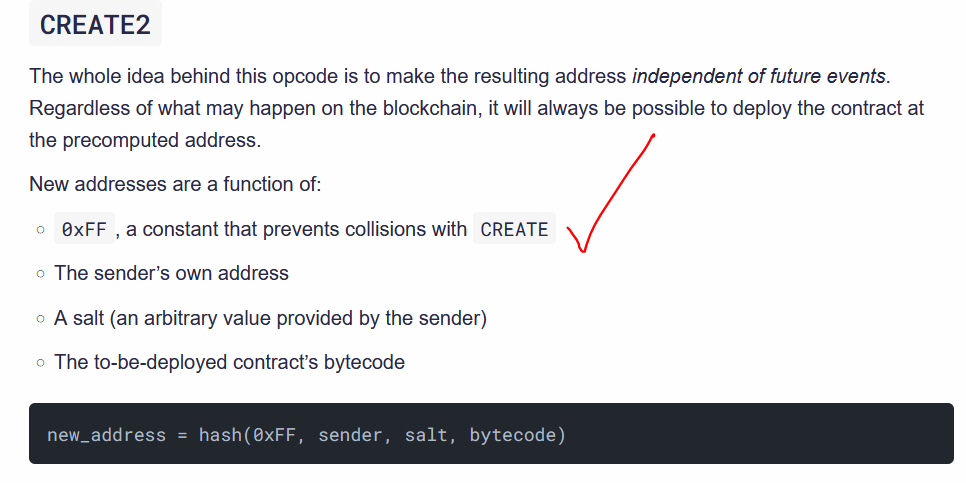 CREATE2
The whole idea behind this opcode is to make the resulting address independent of future events.
Regardless of what may happen on the blockchain, it will always be possible to deploy the contract at
the precomputed address.
New addresses are a function of:
0xFF , a constant that prevents collisions with CREATE
The sender’s own address
A salt (an arbitrary value provided by the sender)
The to-be-deployed contract’s bytecode
new_address = hash(0xFF, sender, salt, bytecode)